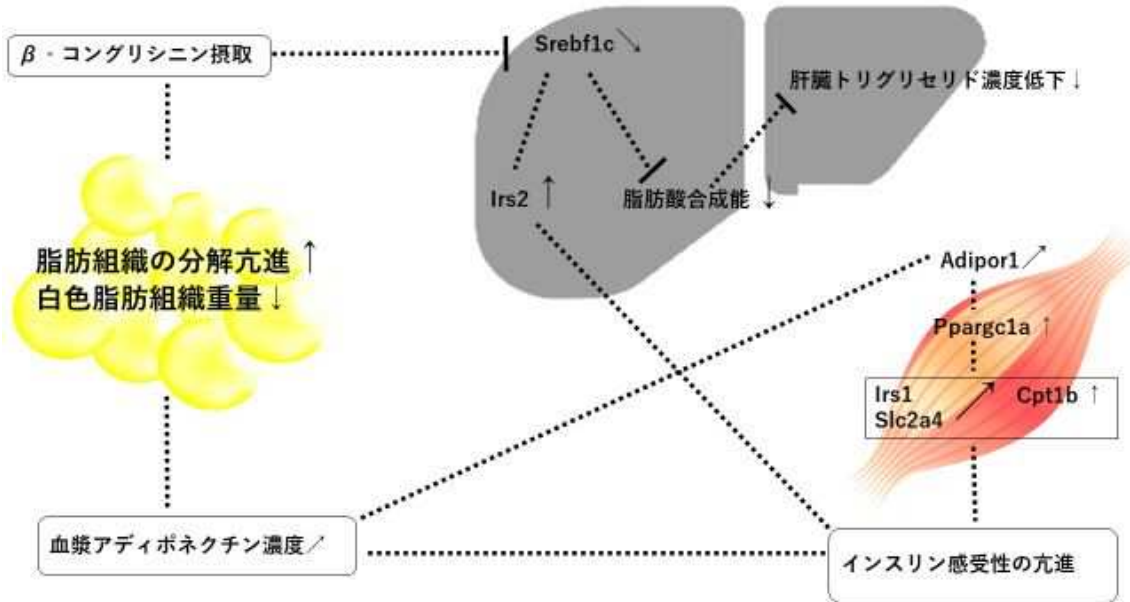 β‐コングリシニン摂取
Srebf1c↘
肝臓トリグリセリド濃度低下↓
Irs2↑
脂肪酸合成能↓
脂肪組織の分解亢進↑
白色脂肪組織重量↓
Adipor1↗
Ppargc1a↑
Irs1
Slc2a4
↗
Cpt1b↑
血漿アディポネクチン濃度↗
インスリン感受性の亢進